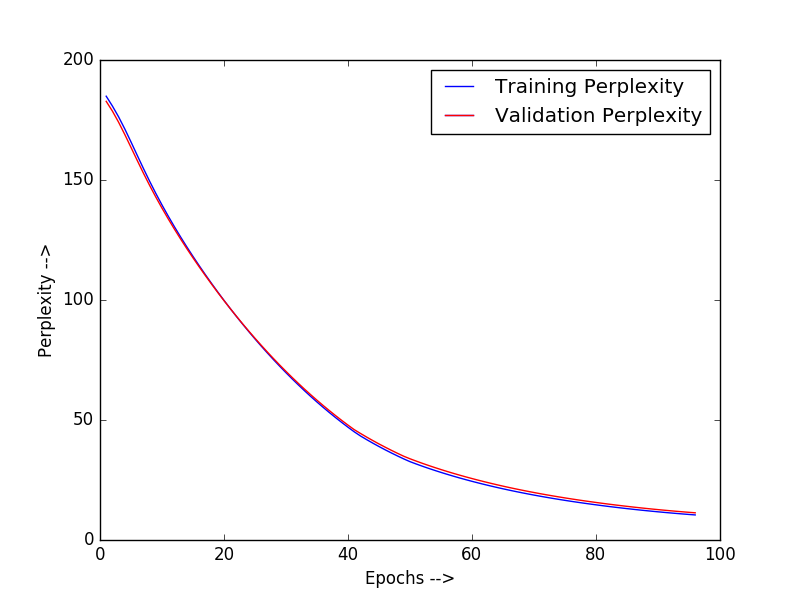 Training Perplexity
Validation Perplexity
200
150
100
50
0
Perplexity -->
0 20 40 60 80 100
Epochs -->